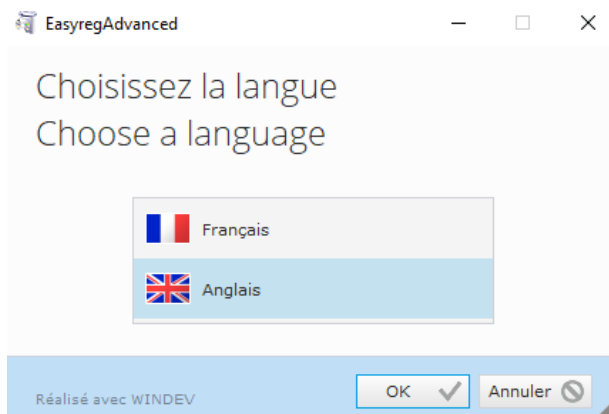 EasyregAdvanced
Choisissez la langue
Choose a language
Français
Anglais
Réalisé avec WINDEV
OK
Annuler